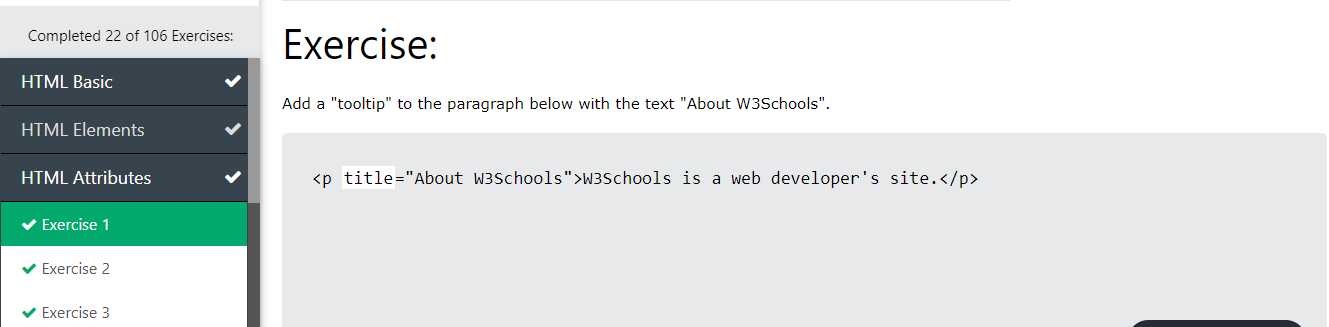 Completed 22 of 106 Exercises:
HTML Basic
HTML Elements
HTML Attributes
Exercise 1
Exercise 2
Exercise 3
Exercise:
Add a "tooltip" to the paragraph below with the text "About W3Schools".
<p title="About W3Schools">W3Schools is a web developer's site.</p>